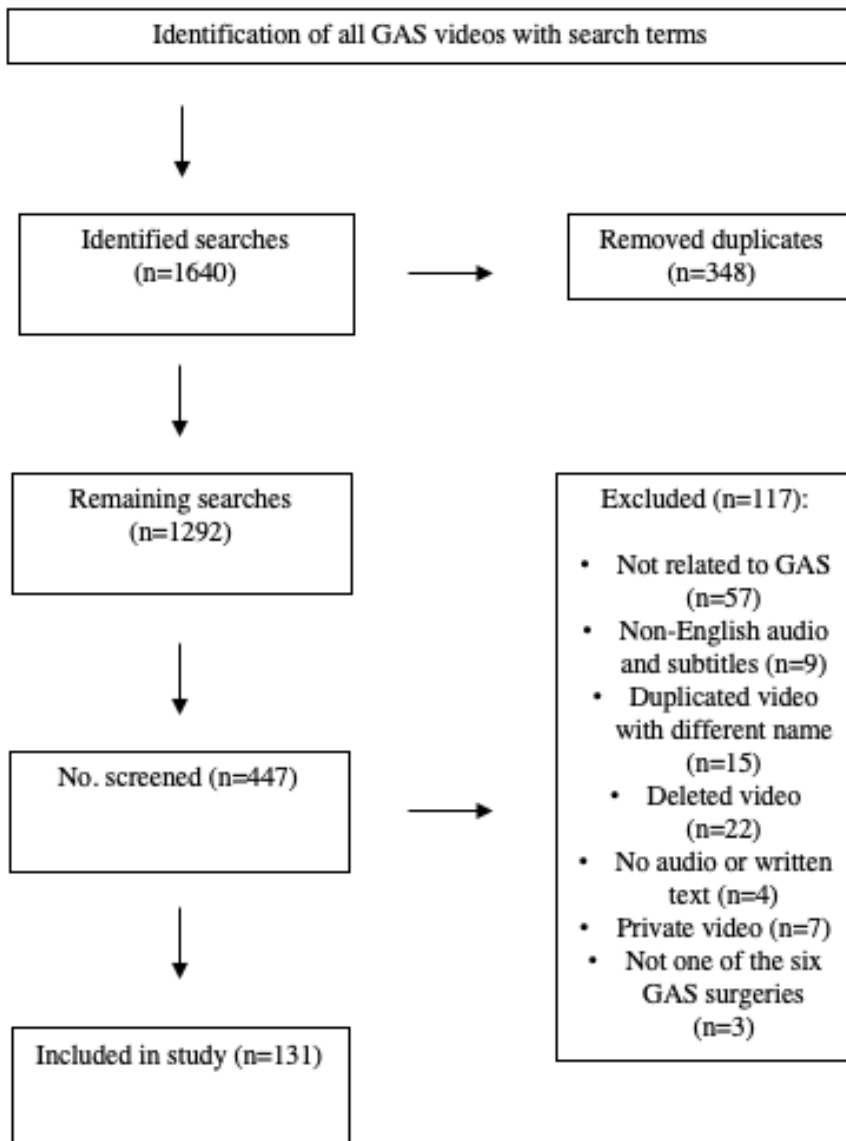 Identification of all GAS videos with search terms
Identified searches
(n=1640)
Removed duplicates
(n=348)
Remaining searches
(n=1292)
Excluded (n=117):
• Not related to GAS
(n=57)
• Non-English audio
and subtitles (n=9)
• Duplicated video
with different name
(n=15)
• Deleted video
(n=22)
• No audio or written
text (n=4)
• Private video (n=7)
• Not one of the six
GAS surgeries
(n=3)
No. screened (n=447)
Included in study (n=131)